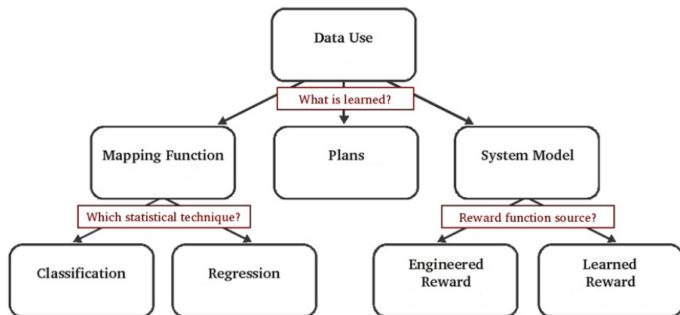 Data Use
What is learned?
Mapping Function
Plans
System Model
Which statistical technique?
Reward function source?
Classification
Regression
Engineered
Reward
Learned
Reward